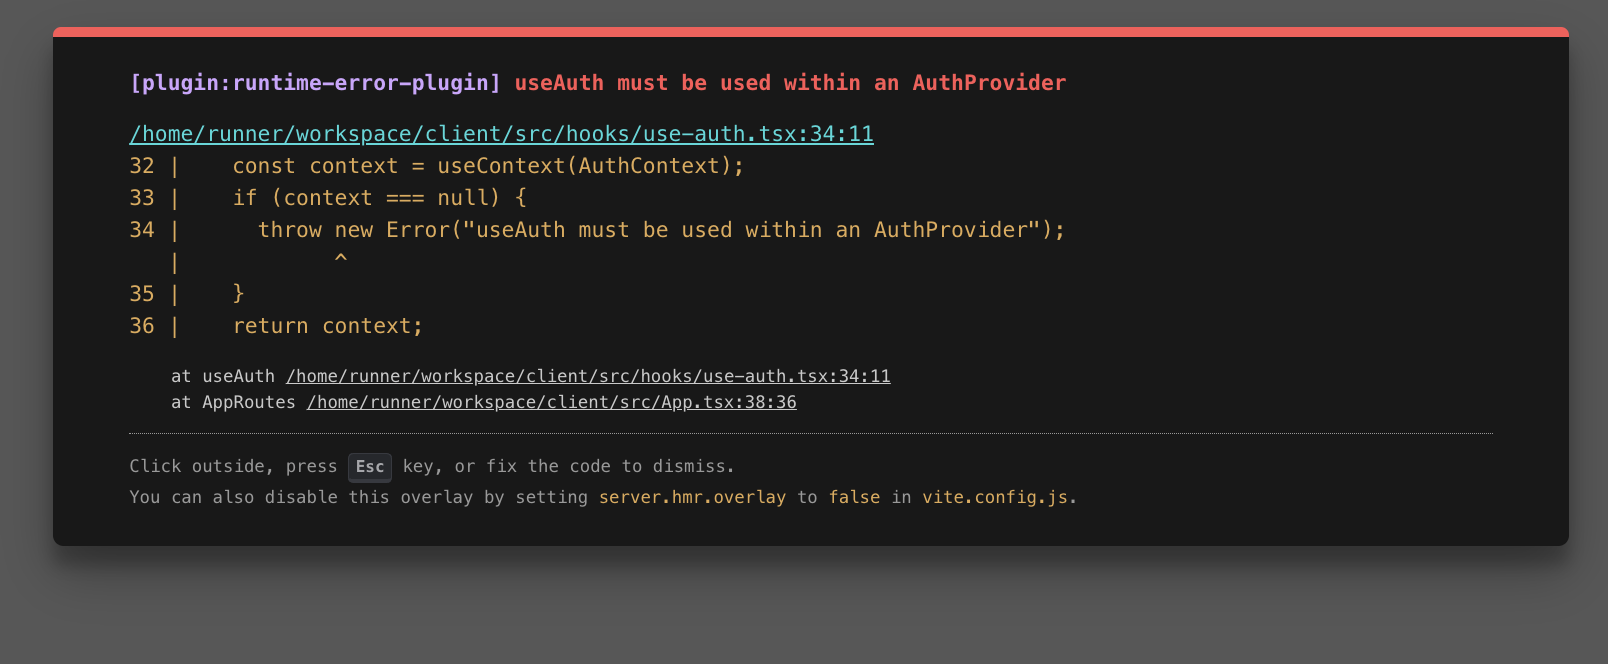 [plugin:runtime-error-plugin] useAuth must be used within an AuthProvider
/home/runner/workspace/client/src/hooks/use-auth.tsx:34:11
32 |    const context = useContext(AuthContext);
33 |    if (context === null) {
34 |      throw new Error("useAuth must be used within an AuthProvider");
   |            ^
35 |    }
36 |    return context;
at useAuth /home/runner/workspace/client/src/hooks/use-auth.tsx:34:11
at AppRoutes /home/runner/workspace/client/src/App.tsx:38:36
Click outside, press Esc key, or fix the code to dismiss.
You can also disable this overlay by setting server.hmr.overlay to false in vite.config.js.